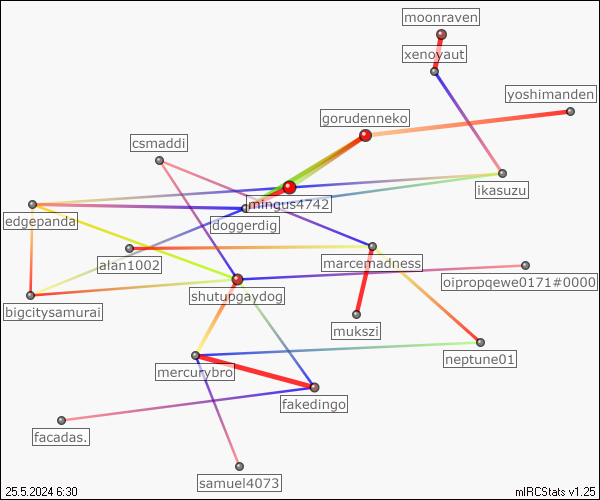 moonraven
xenoyaut
yoshimanden
gorudenneko
csmaddi
ikasuzu
mingus4742
edgepanda
doggerdig
alan1002
marcemadness
oipropqewe0171#0000
shutupgaydog
bigcitysamurai
mukszi
neptune01
mercurybro
fakedingo
facadas.
samuel4073
25.5.2024 6:30
mIRCStats v1.25